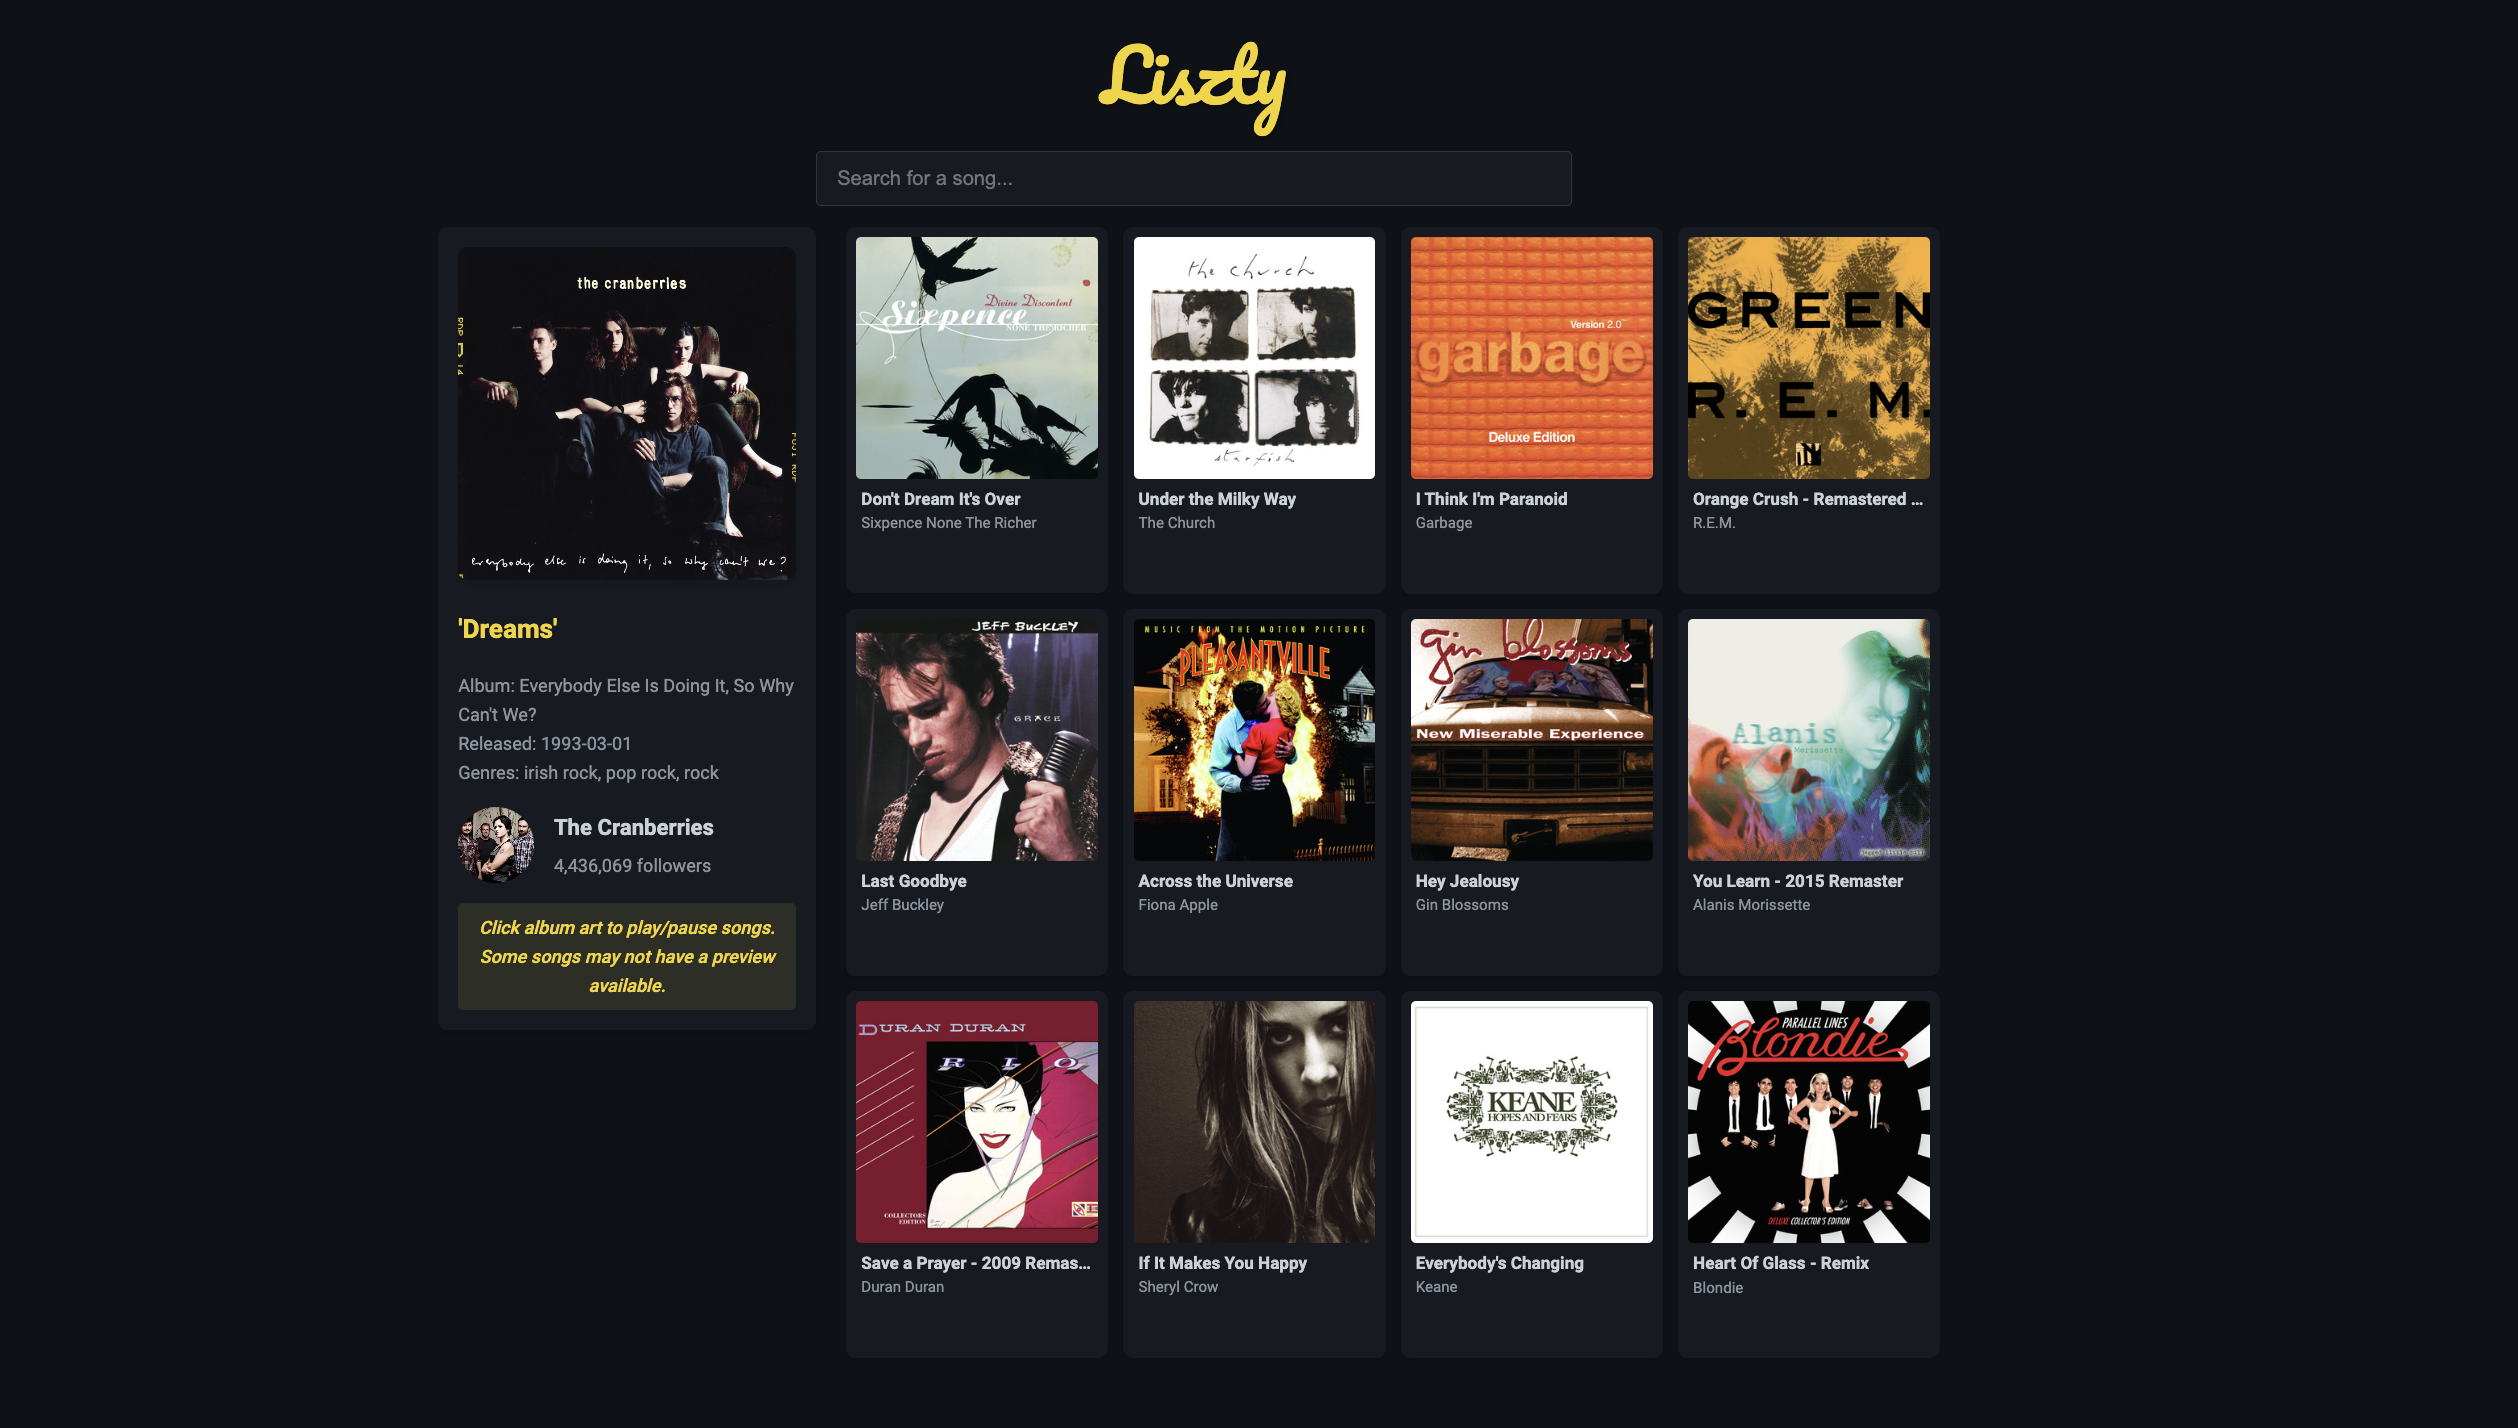 Liszty
Search for a song...
the cranberries
everybody else is doing it, so why can't we?
'Dreams'
Album: Everybody Else Is Doing It, So Why
Can't We?
Released: 1993-03-01
Genres: irish rock, pop rock, rock
The Cranberries
4,436,069 followers
Click album art to play/pause songs.
Some songs may not have a preview
available.
Divine Discontent
Sixpence
NONE THE RICHER
Don't Dream It's Over
Sixpence None The Richer
the church
starfish
Under the Milky Way
The Church
Version 2.0
garbage
Deluxe Edition
I Think I'm Paranoid
Garbage
GREEN
R. E. M.
Orange Crush - Remastered ...
R.E.M.
JEFF BUCKLEY
GRACE
Last Goodbye
Jeff Buckley
MUSIC FROM THE MOTION PICTURE
PLEASANTVILLE
Across the Universe
Fiona Apple
gin blossoms
New Miserable Experience
Hey Jealousy
Gin Blossoms
Alanis
Morissette
jagged little pill
You Learn - 2015 Remaster
Alanis Morissette
DURAN DURAN
RIO
COLLECTORS
EDITION
Save a Prayer - 2009 Remas...
Duran Duran
If It Makes You Happy
Sheryl Crow
KEANE
HOPES AND FEARS
Everybody's Changing
Keane
PARALLEL LINES
Blondie
DELUXE COLLECTOR'S EDITION
Heart Of Glass - Remix
Blondie